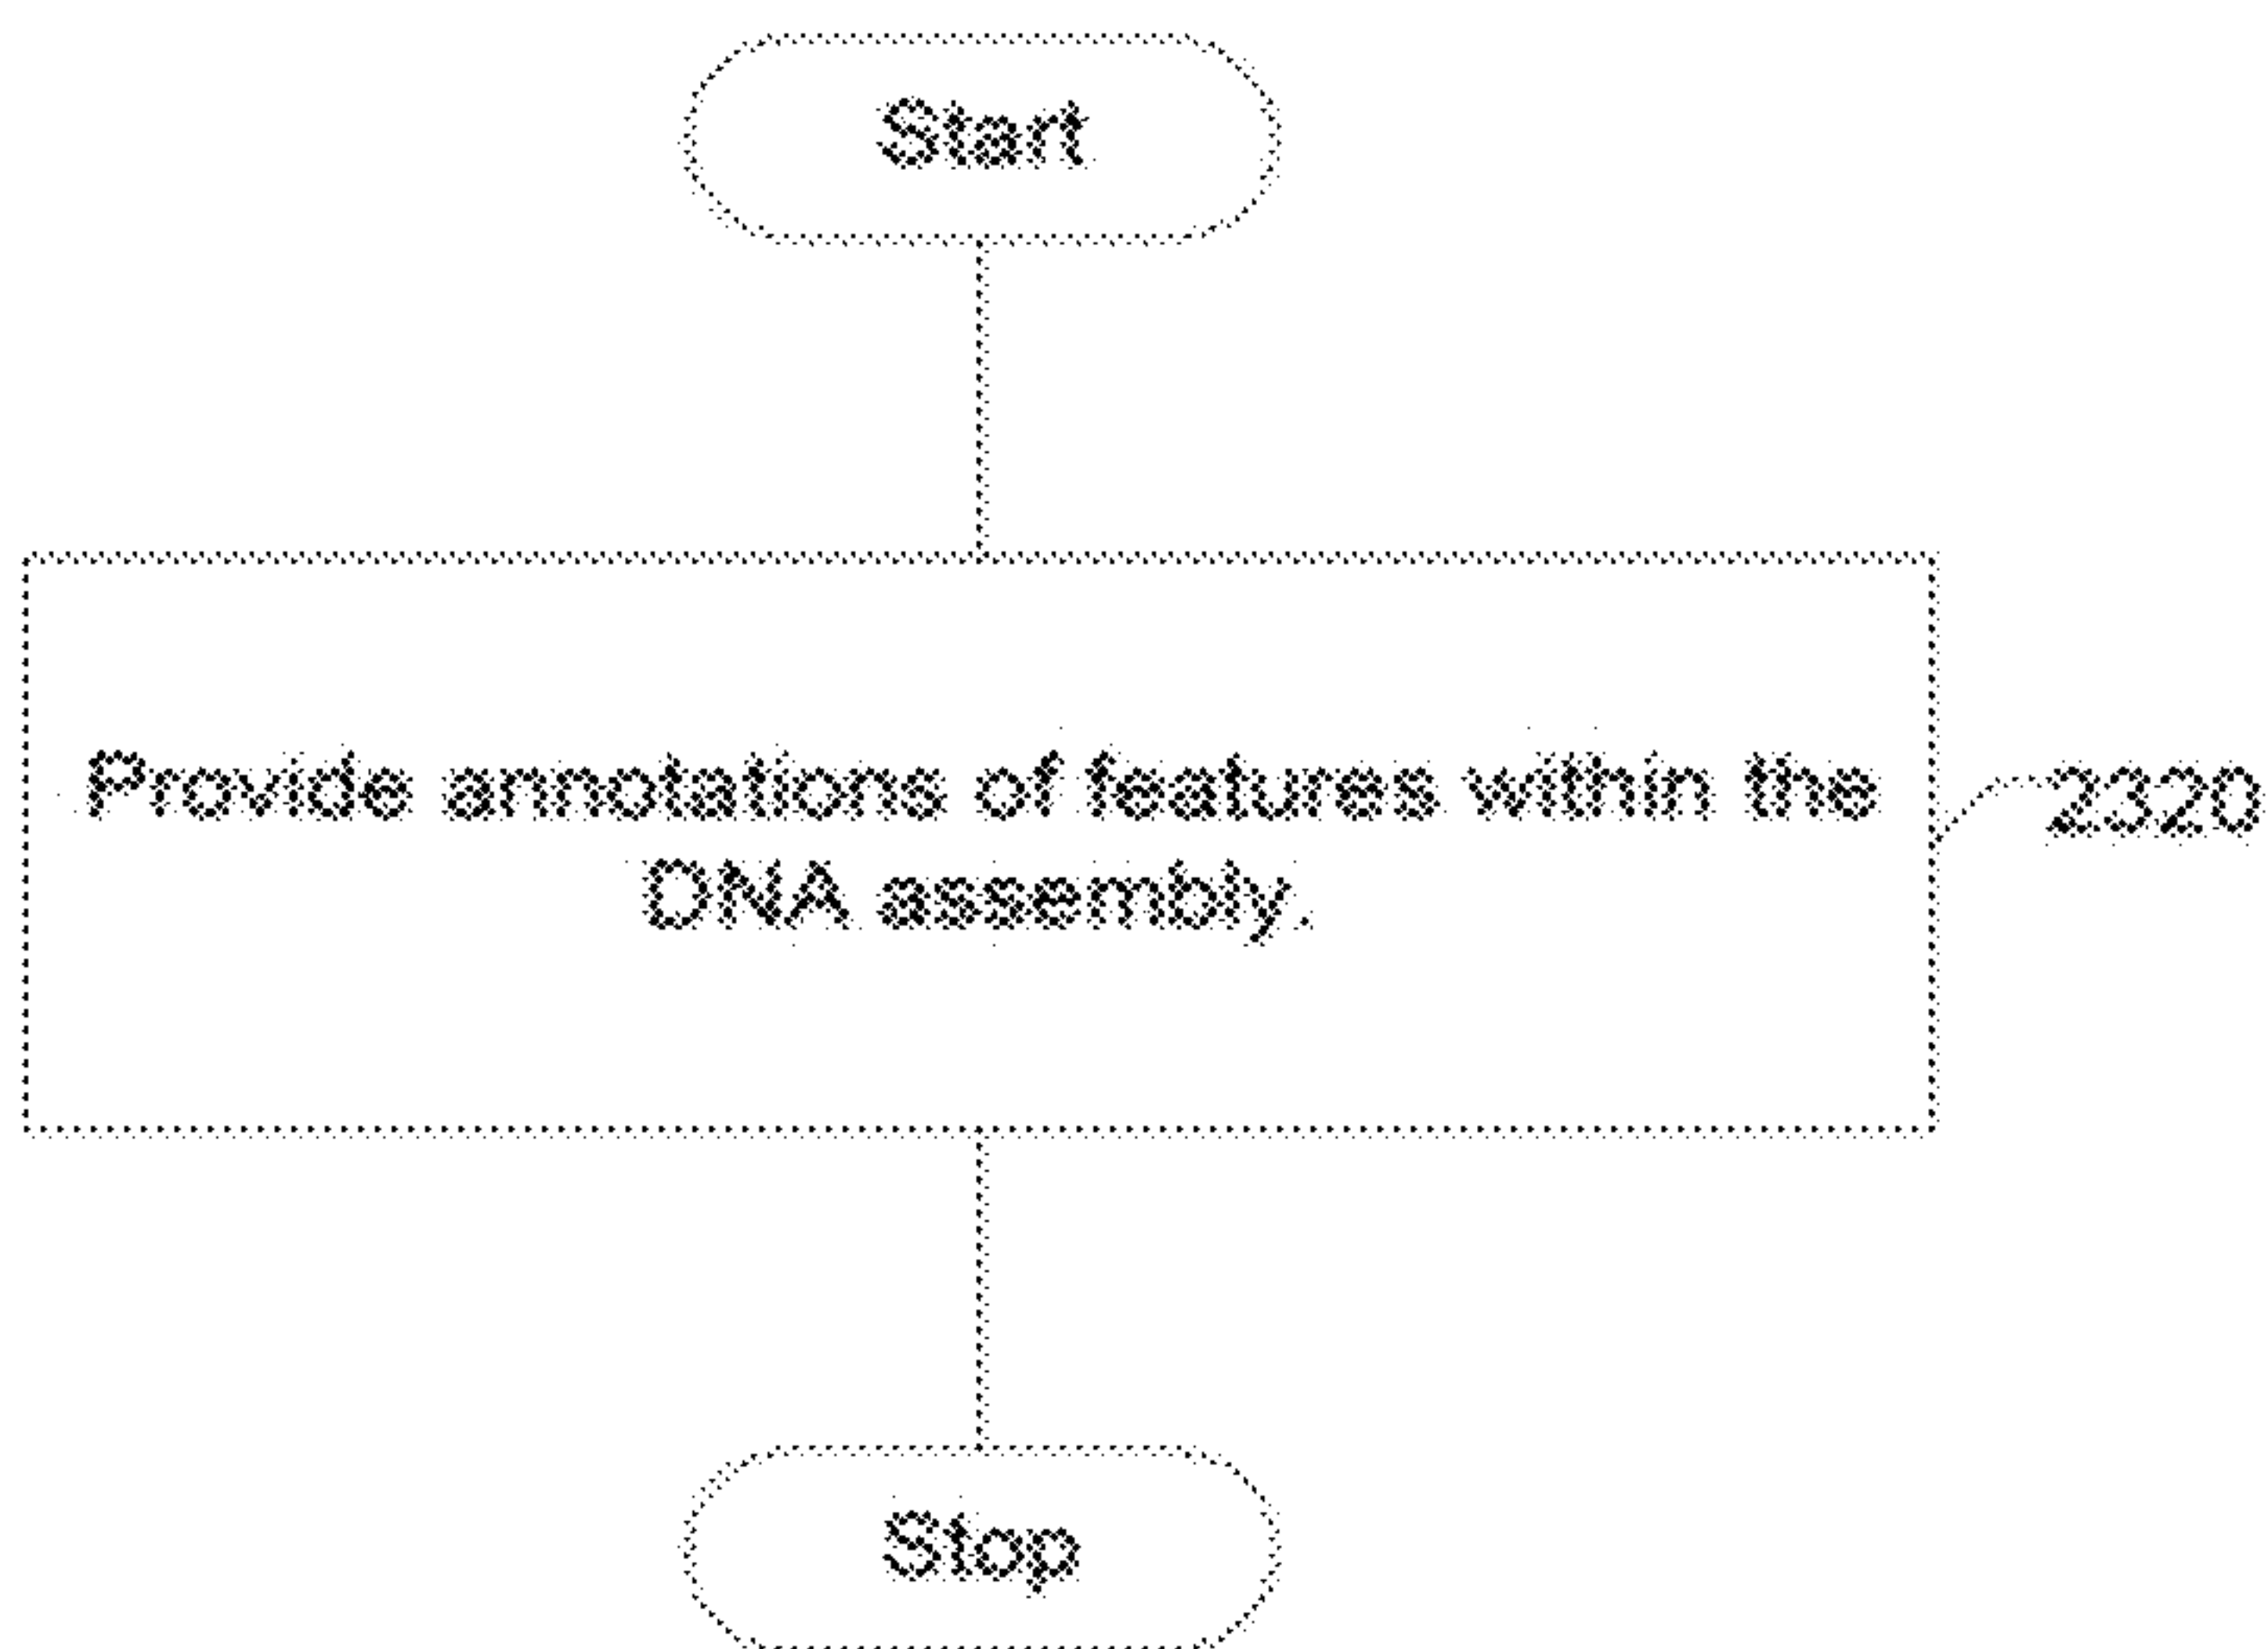 Start
Provide annotations of features within the
2320
DNA assembly.
Stop